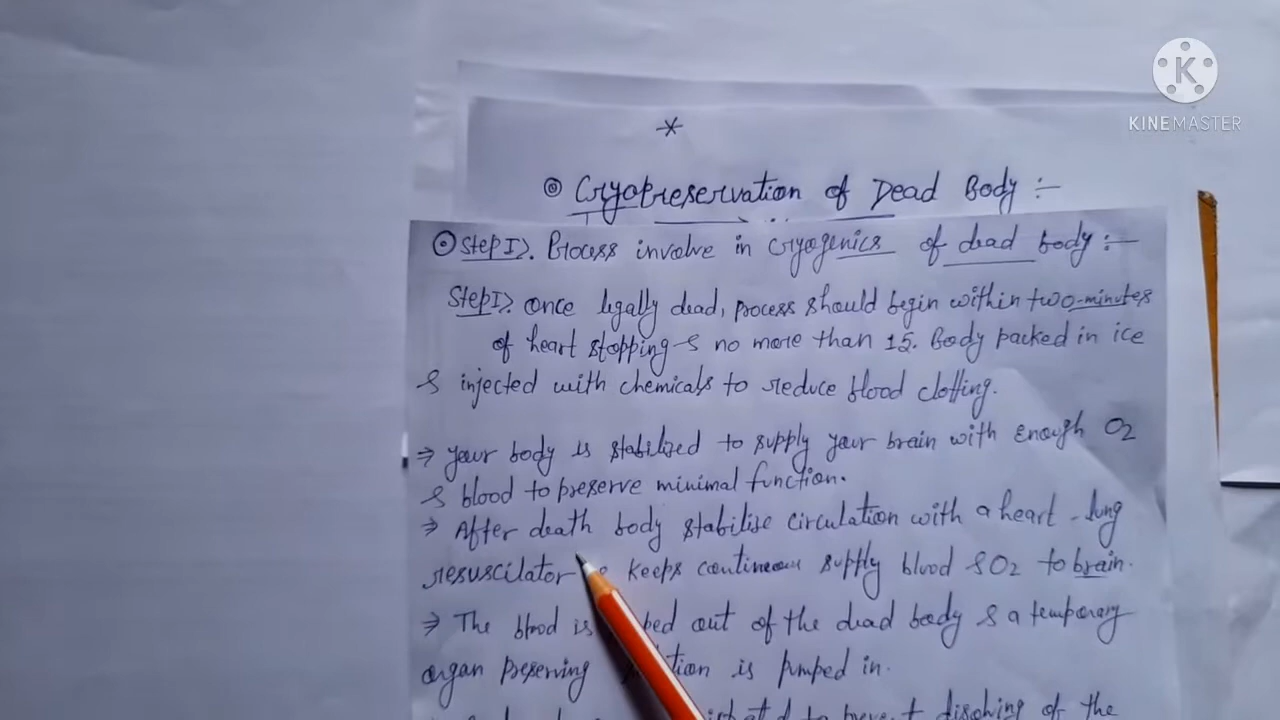 KINEMASTER
*
Cryopreservation of Dead Body :-
Step I>. Process involve in cryogenics of dead body :-
Step I>. once legally dead, process should begin within two-minutes
of heart stopping & no more than 15. Body packed in ice
& injected with chemicals to reduce blood clotting.
⇒ your body is stabilized to supply your brain with enough O2
& blood to preserve minimal function.
⇒ After death body stabilise circulation with a heart-lung
resuscilator keeps continuous supply blood & O2 to brain.
⇒ The blood is out of the dead body & a temporary
organ preserving is pumped in.
of the